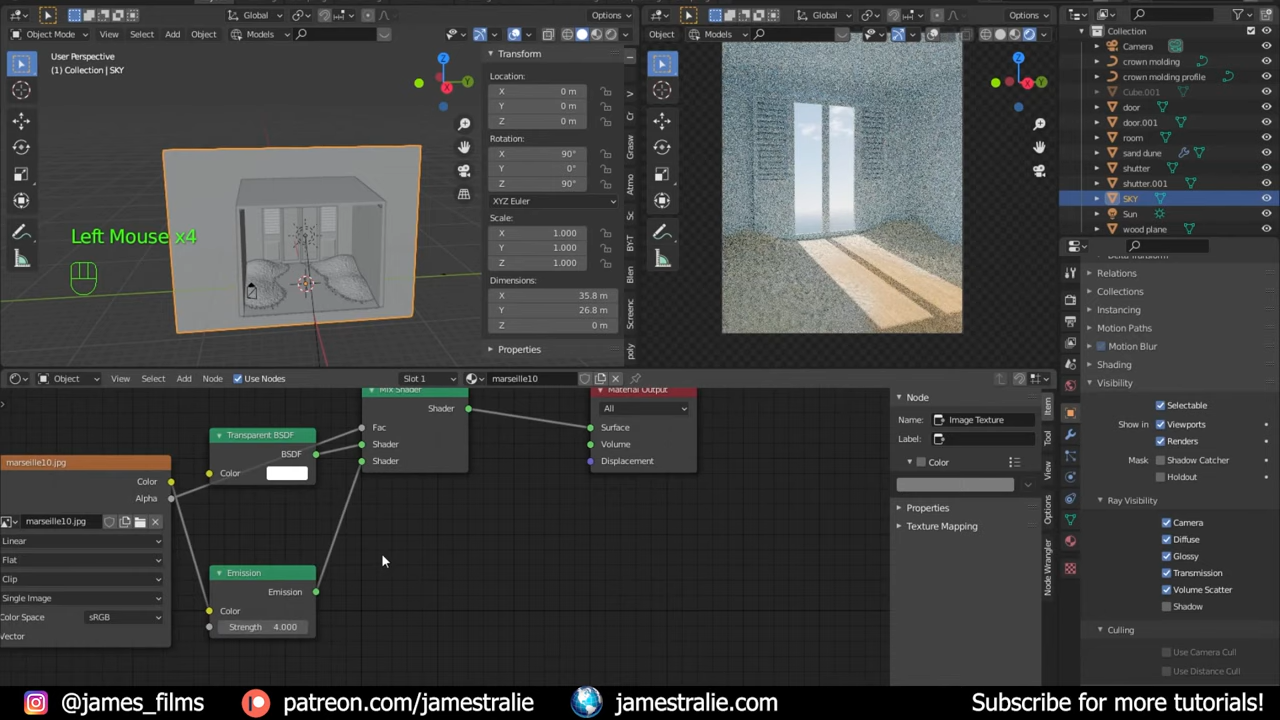 Global
Options
Global
Options
Object Mode
View
Select
Add
Object
Models
Object
Models
User Perspective
(1) Collection | SKY
Left Mouse x4
Transform
Location:
X 0 m
Y 0 m
Z 0 m
Rotation:
X 90°
Y 0°
Z 90°
XYZ Euler
Scale:
X 1.000
Y 1.000
Z 1.000
Dimensions:
X 35.8 m
Y 26.8 m
Z 0 m
Properties
V
Cr
Grasw
Atmo
Sc
BY-T
Blen
Screenc
poly
Z
Y
X
Z
Y
X
Collection
Camera
crown molding
crown molding profile
Cube.001
door
door.001
room
sand dune
shutter
shutter.001
SKY
Sun
wood plane
Relations
Collections
Instancing
Motion Paths
Motion Blur
Shading
Visibility
Selectable
Show in Viewports
Renders
Mask Shadow Catcher
Holdout
Ray Visibility
Camera
Diffuse
Glossy
Transmission
Volume Scatter
Shadow
Culling
Use Camera Cull
Use Distance Cull
Object
View
Select
Add
Node
Use Nodes
Slot 1
marseille10
Mix Shader
Shader
Fac
Shader
Shader
Material Output
All
Surface
Volume
Displacement
Transparent BSDF
BSDF
Color
marseille10.jpg
Color
Alpha
marseille10.jpg
Linear
Flat
Clip
Single Image
Color Space sRGB
Vector
Emission
Emission
Color
Strength 4.000
Node
Name: Image Texture
Label:
Color
Properties
Texture Mapping
Item
Tool
View
Options
Node Wrangler
@james_films
patreon.com/jamestralie
jamestralie.com
Subscribe for more tutorials!